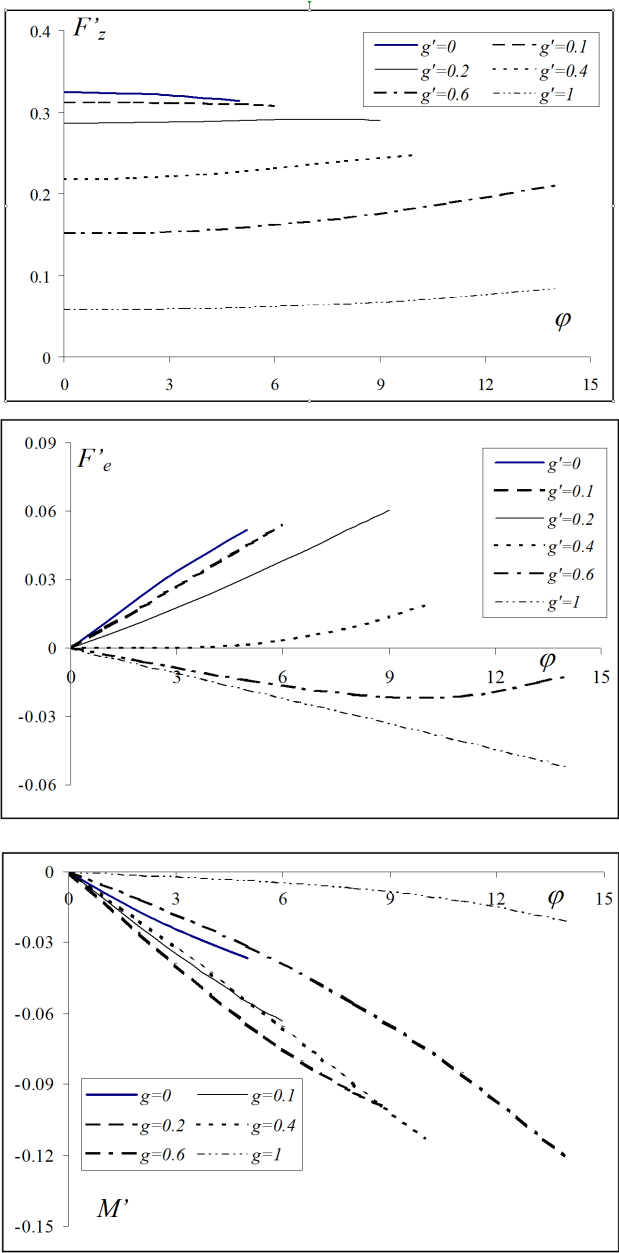 F’z
0.4
g'=0 g'=0.1
g'=0.2 g'=0.4
g'=0.6 g'=1
0.3
0.2
0.1
φ
0
0 3 6 9 12 15
0.09
F’e
g'=0
g'=0.1
g'=0.2
g'=0.4
g'=0.6
g'=1
0.06
0.03
0
φ
0 3 6 9 12 15
-0.03
-0.06
0
0 3 6 9 φ 12 15
-0.03
-0.06
-0.09
g=0 g=0.1
g=0.2 g=0.4
g=0.6 g=1
-0.12
M’
-0.15